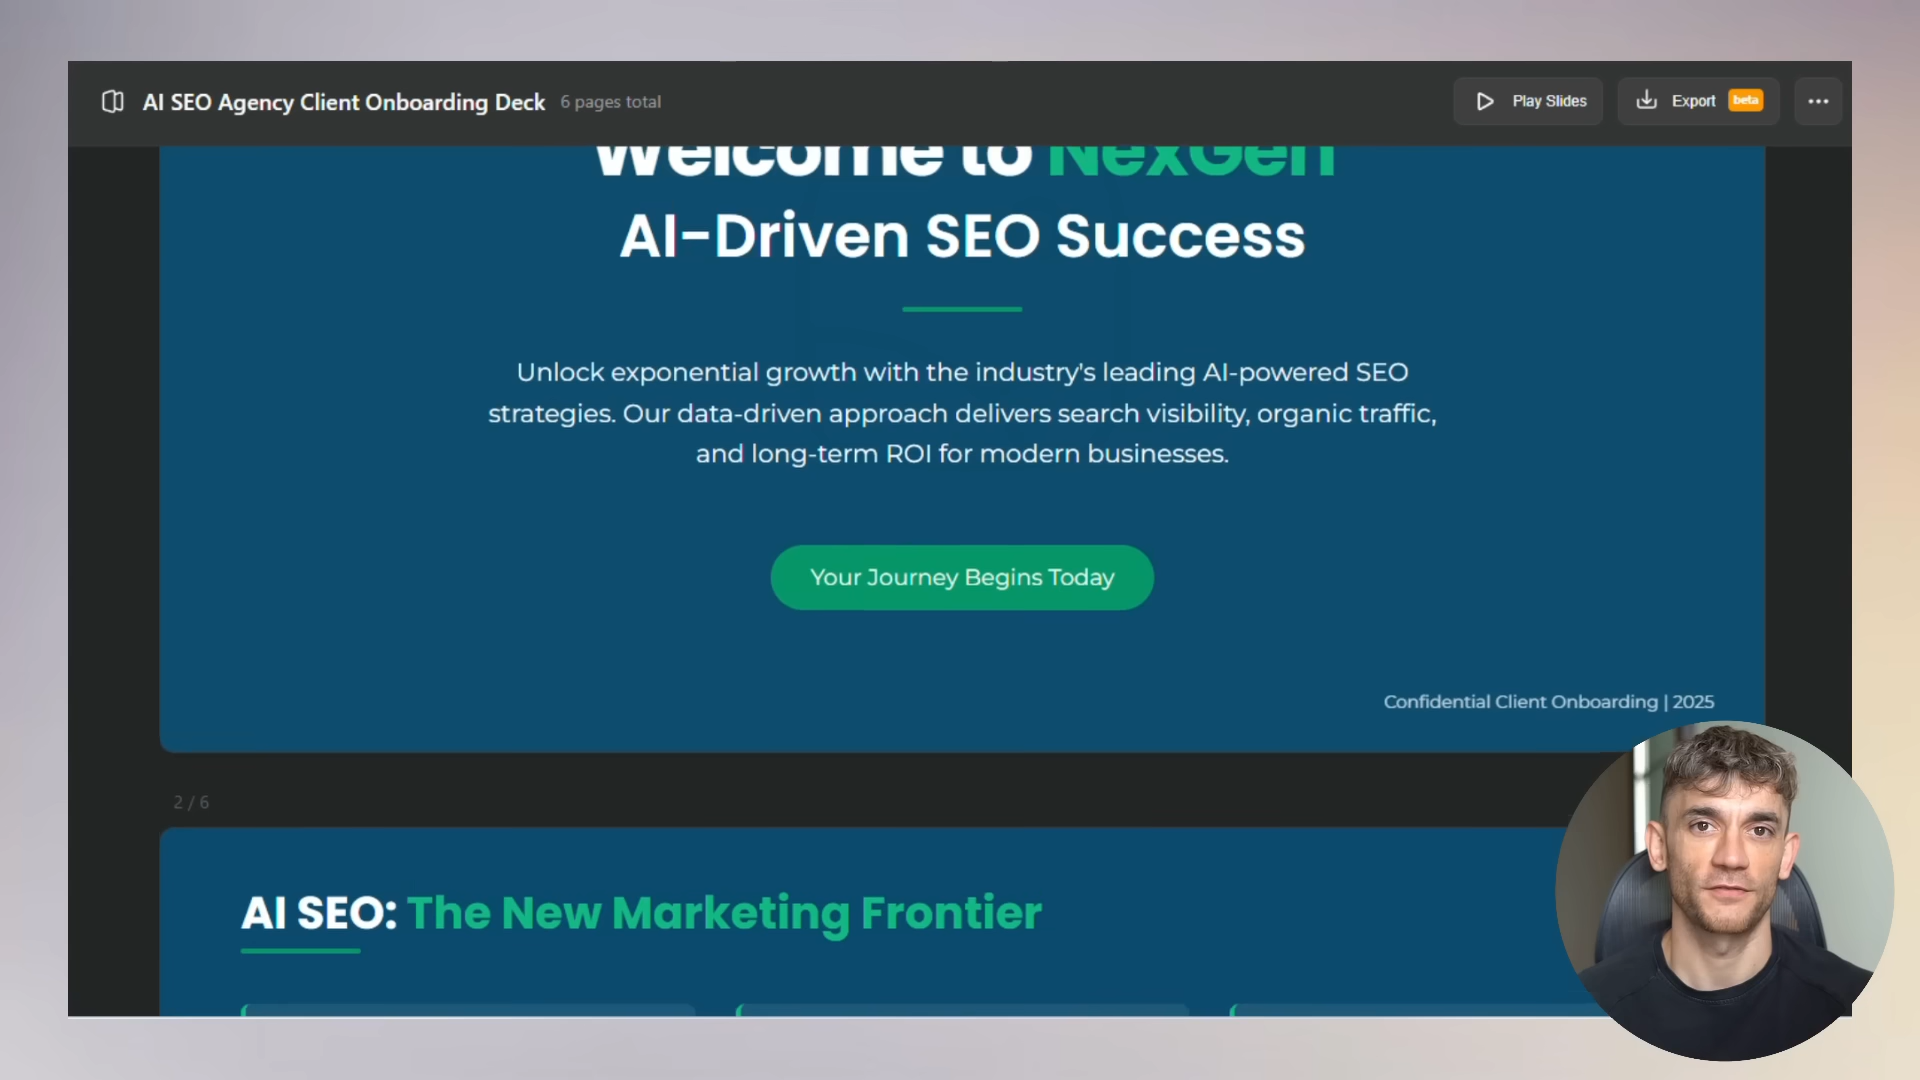 AI SEO Agency Client Onboarding Deck 6 pages total
Play Slides
Export beta
Welcome to NexGen
AI-Driven SEO Success
Unlock exponential growth with the industry's leading AI-powered SEO
strategies. Our data-driven approach delivers search visibility, organic traffic,
and long-term ROI for modern businesses.
Your Journey Begins Today
Confidential Client Onboarding | 2025
2 / 6
AI SEO: The New Marketing Frontier